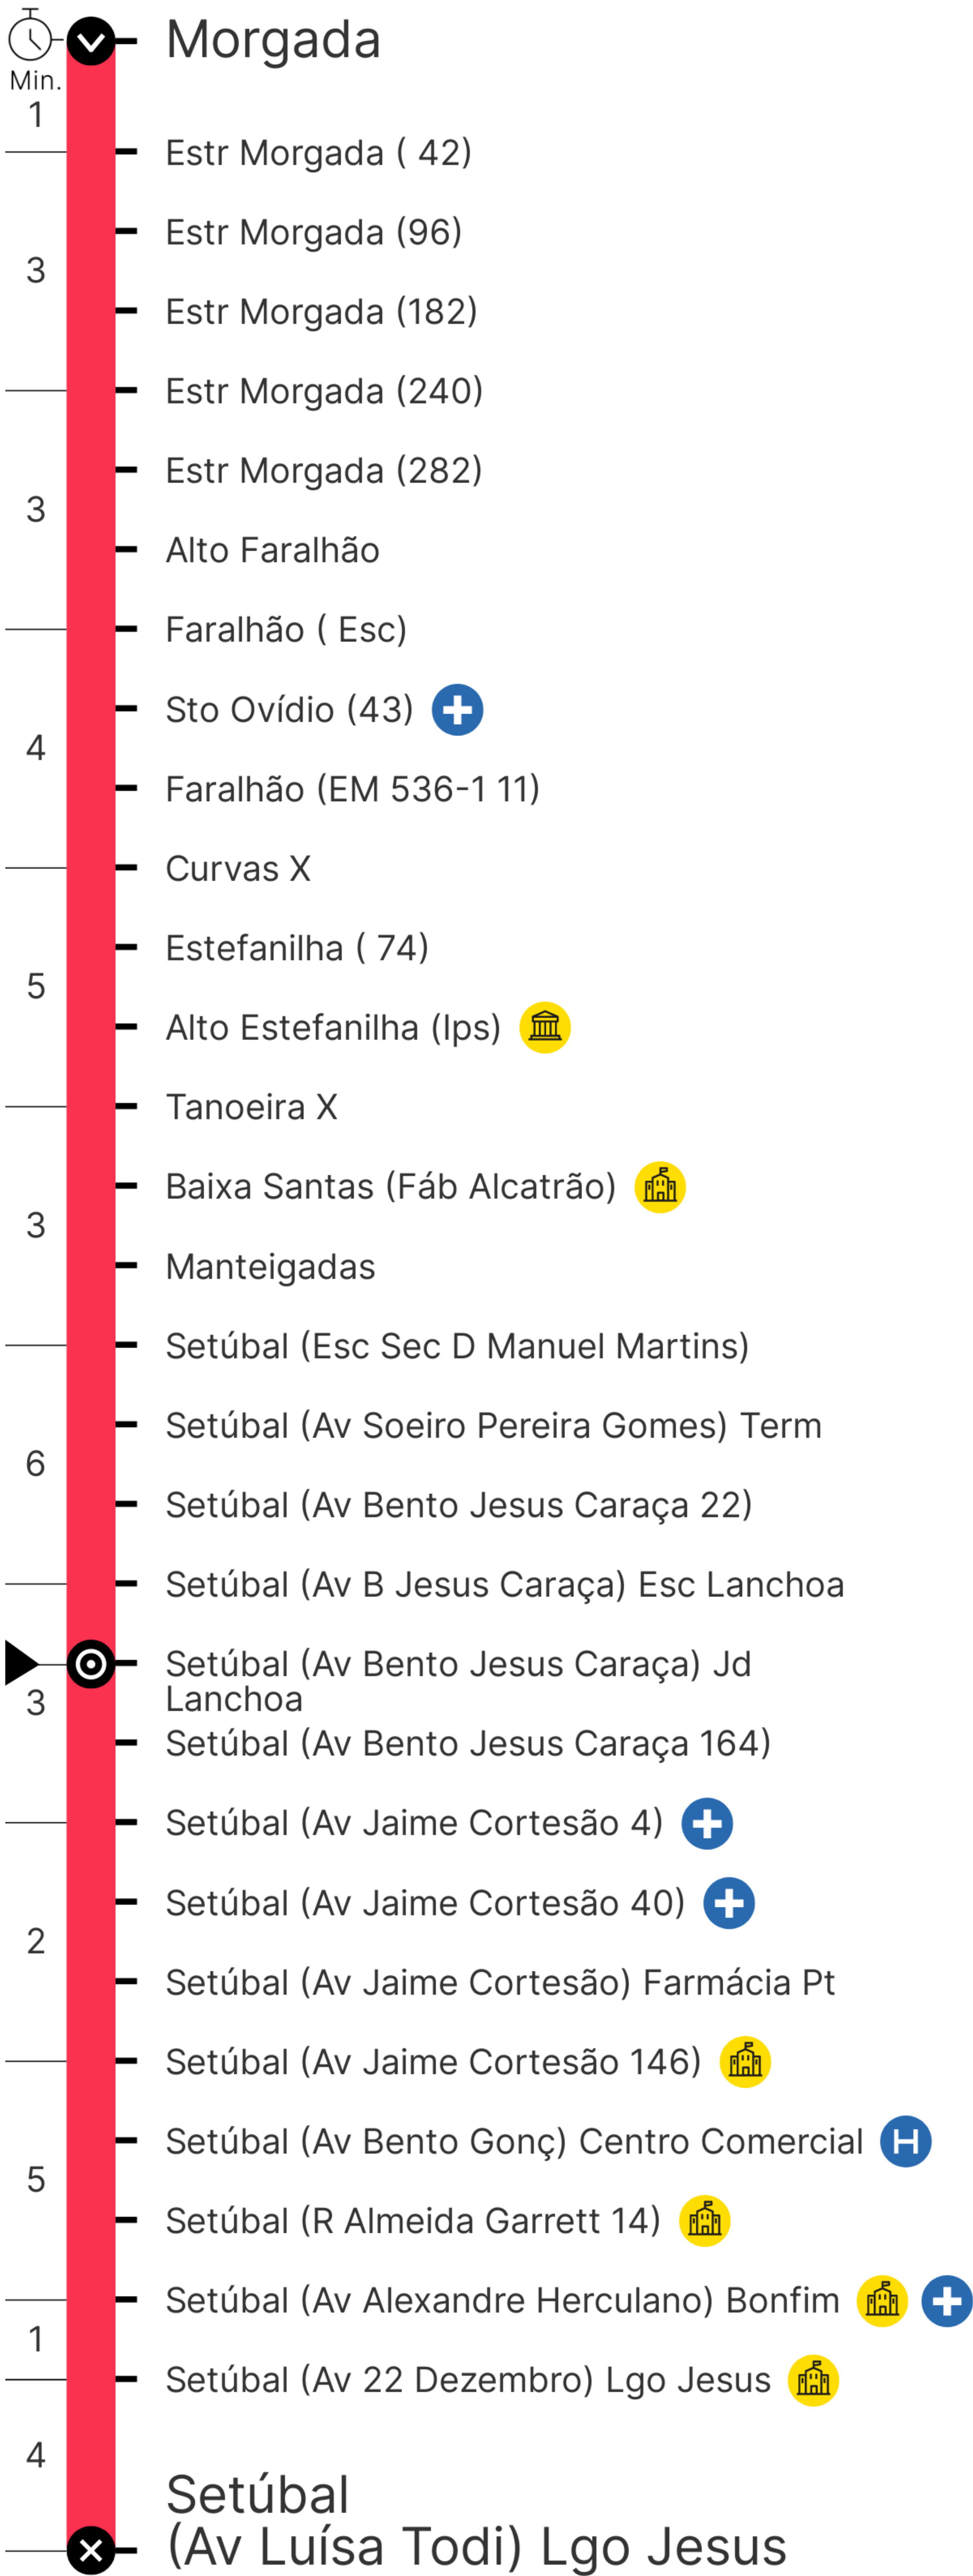 Morgada
Min.
1
Estr Morgada ( 42)
Estr Morgada (96)
3
Estr Morgada (182)
Estr Morgada (240)
Estr Morgada (282)
3
Alto Faralhão
Faralhão ( Esc)
Sto Ovídio (43)
4
Faralhão (EM 536-1 11)
Curvas X
Estefanilha ( 74)
5
Alto Estefanilha (Ips)
Tanoeira X
Baixa Santas (Fáb Alcatrão)
3
Manteigadas
Setúbal (Esc Sec D Manuel Martins)
Setúbal (Av Soeiro Pereira Gomes) Term
6
Setúbal (Av Bento Jesus Caraça 22)
Setúbal (Av B Jesus Caraça) Esc Lanchoa
Setúbal (Av Bento Jesus Caraça) Jd
Lanchoa
3
Setúbal (Av Bento Jesus Caraça 164)
Setúbal (Av Jaime Cortesão 4)
Setúbal (Av Jaime Cortesão 40)
2
Setúbal (Av Jaime Cortesão) Farmácia Pt
Setúbal (Av Jaime Cortesão 146)
Setúbal (Av Bento Gonç) Centro Comercial H
5
Setúbal (R Almeida Garrett 14)
Setúbal (Av Alexandre Herculano) Bonfim
1
Setúbal (Av 22 Dezembro) Lgo Jesus
4
Setúbal
(Av Luísa Todi) Lgo Jesus